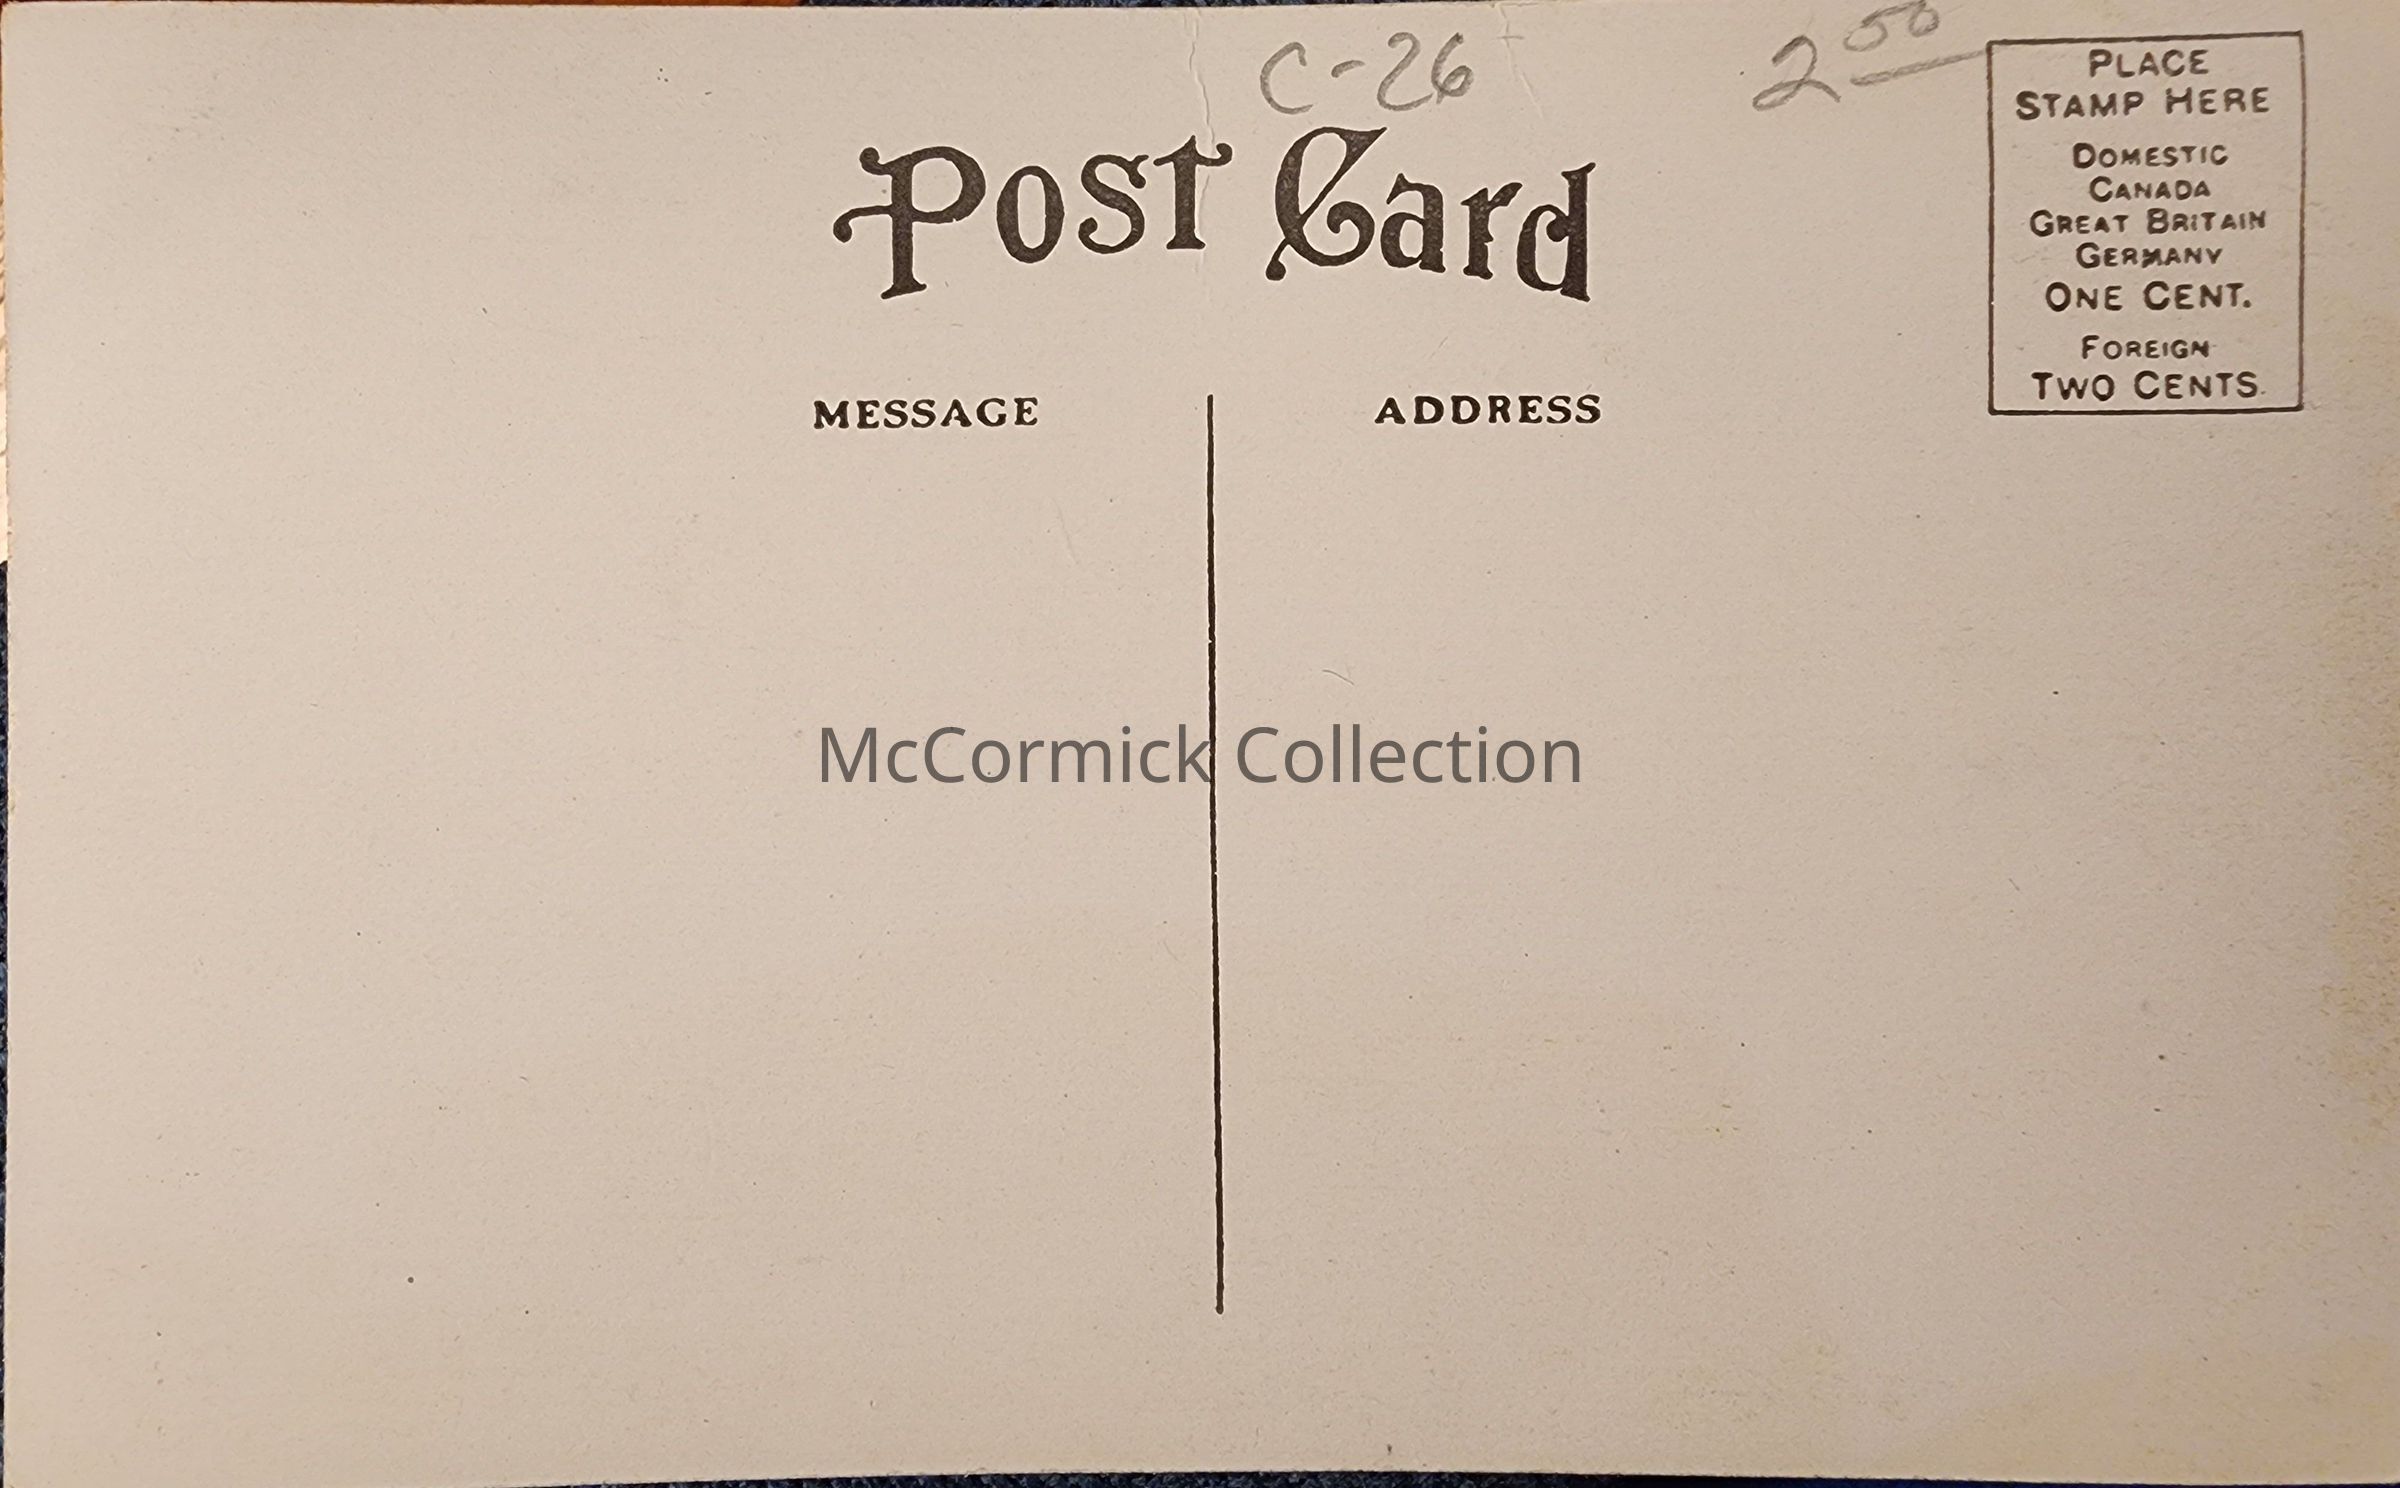 C-26
2 50
Post Card
PLACE
STAMP HERE
DOMESTIC
CANADA
GREAT BRITAIN
GERMANY
ONE CENT.
FOREIGN
TWO CENTS.
MESSAGE
ADDRESS
McCormick Collection